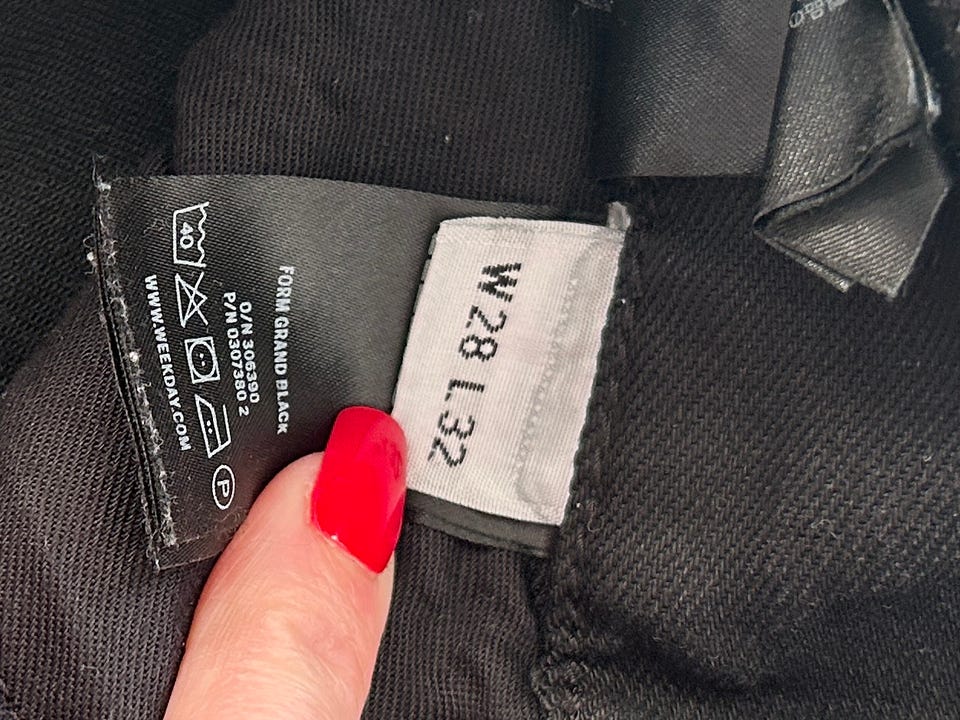 FORM GRAND BLACK
O/N 306390
P/N 0307380 2
40
P
WWW.WEEKDAY.COM
W 28 L 32